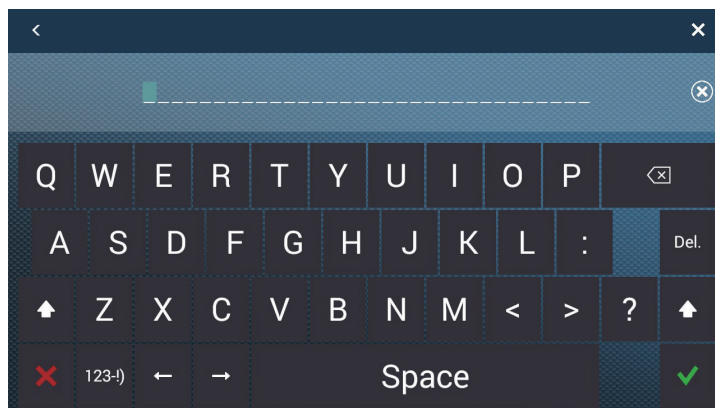 Q W E R T Y U I O P
A S D F G H J K L : Del.
Z X C V B N M < > ?
123-!) ← → Space